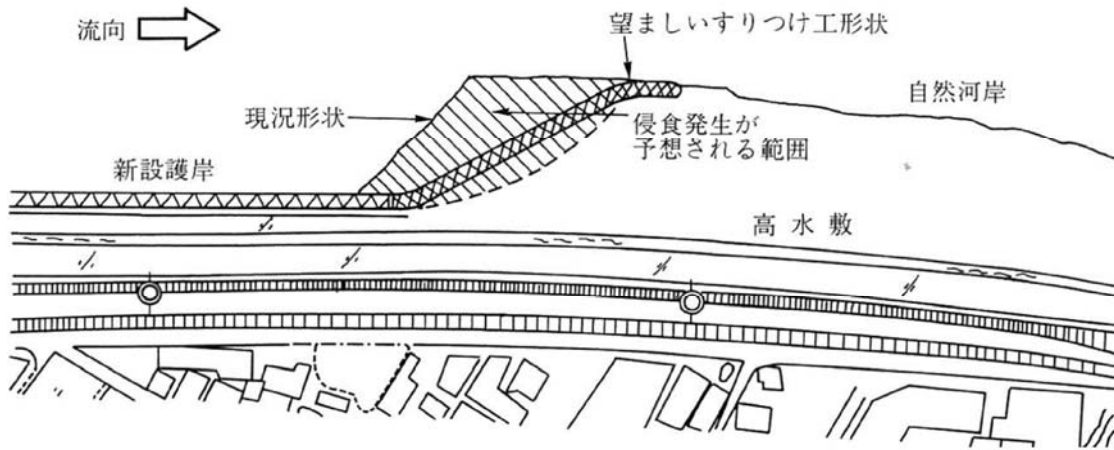 流向
望ましいすりつけ工形状
自然河岸
現況形状
侵食発生が
予想される範囲
新設護岸
高水敷